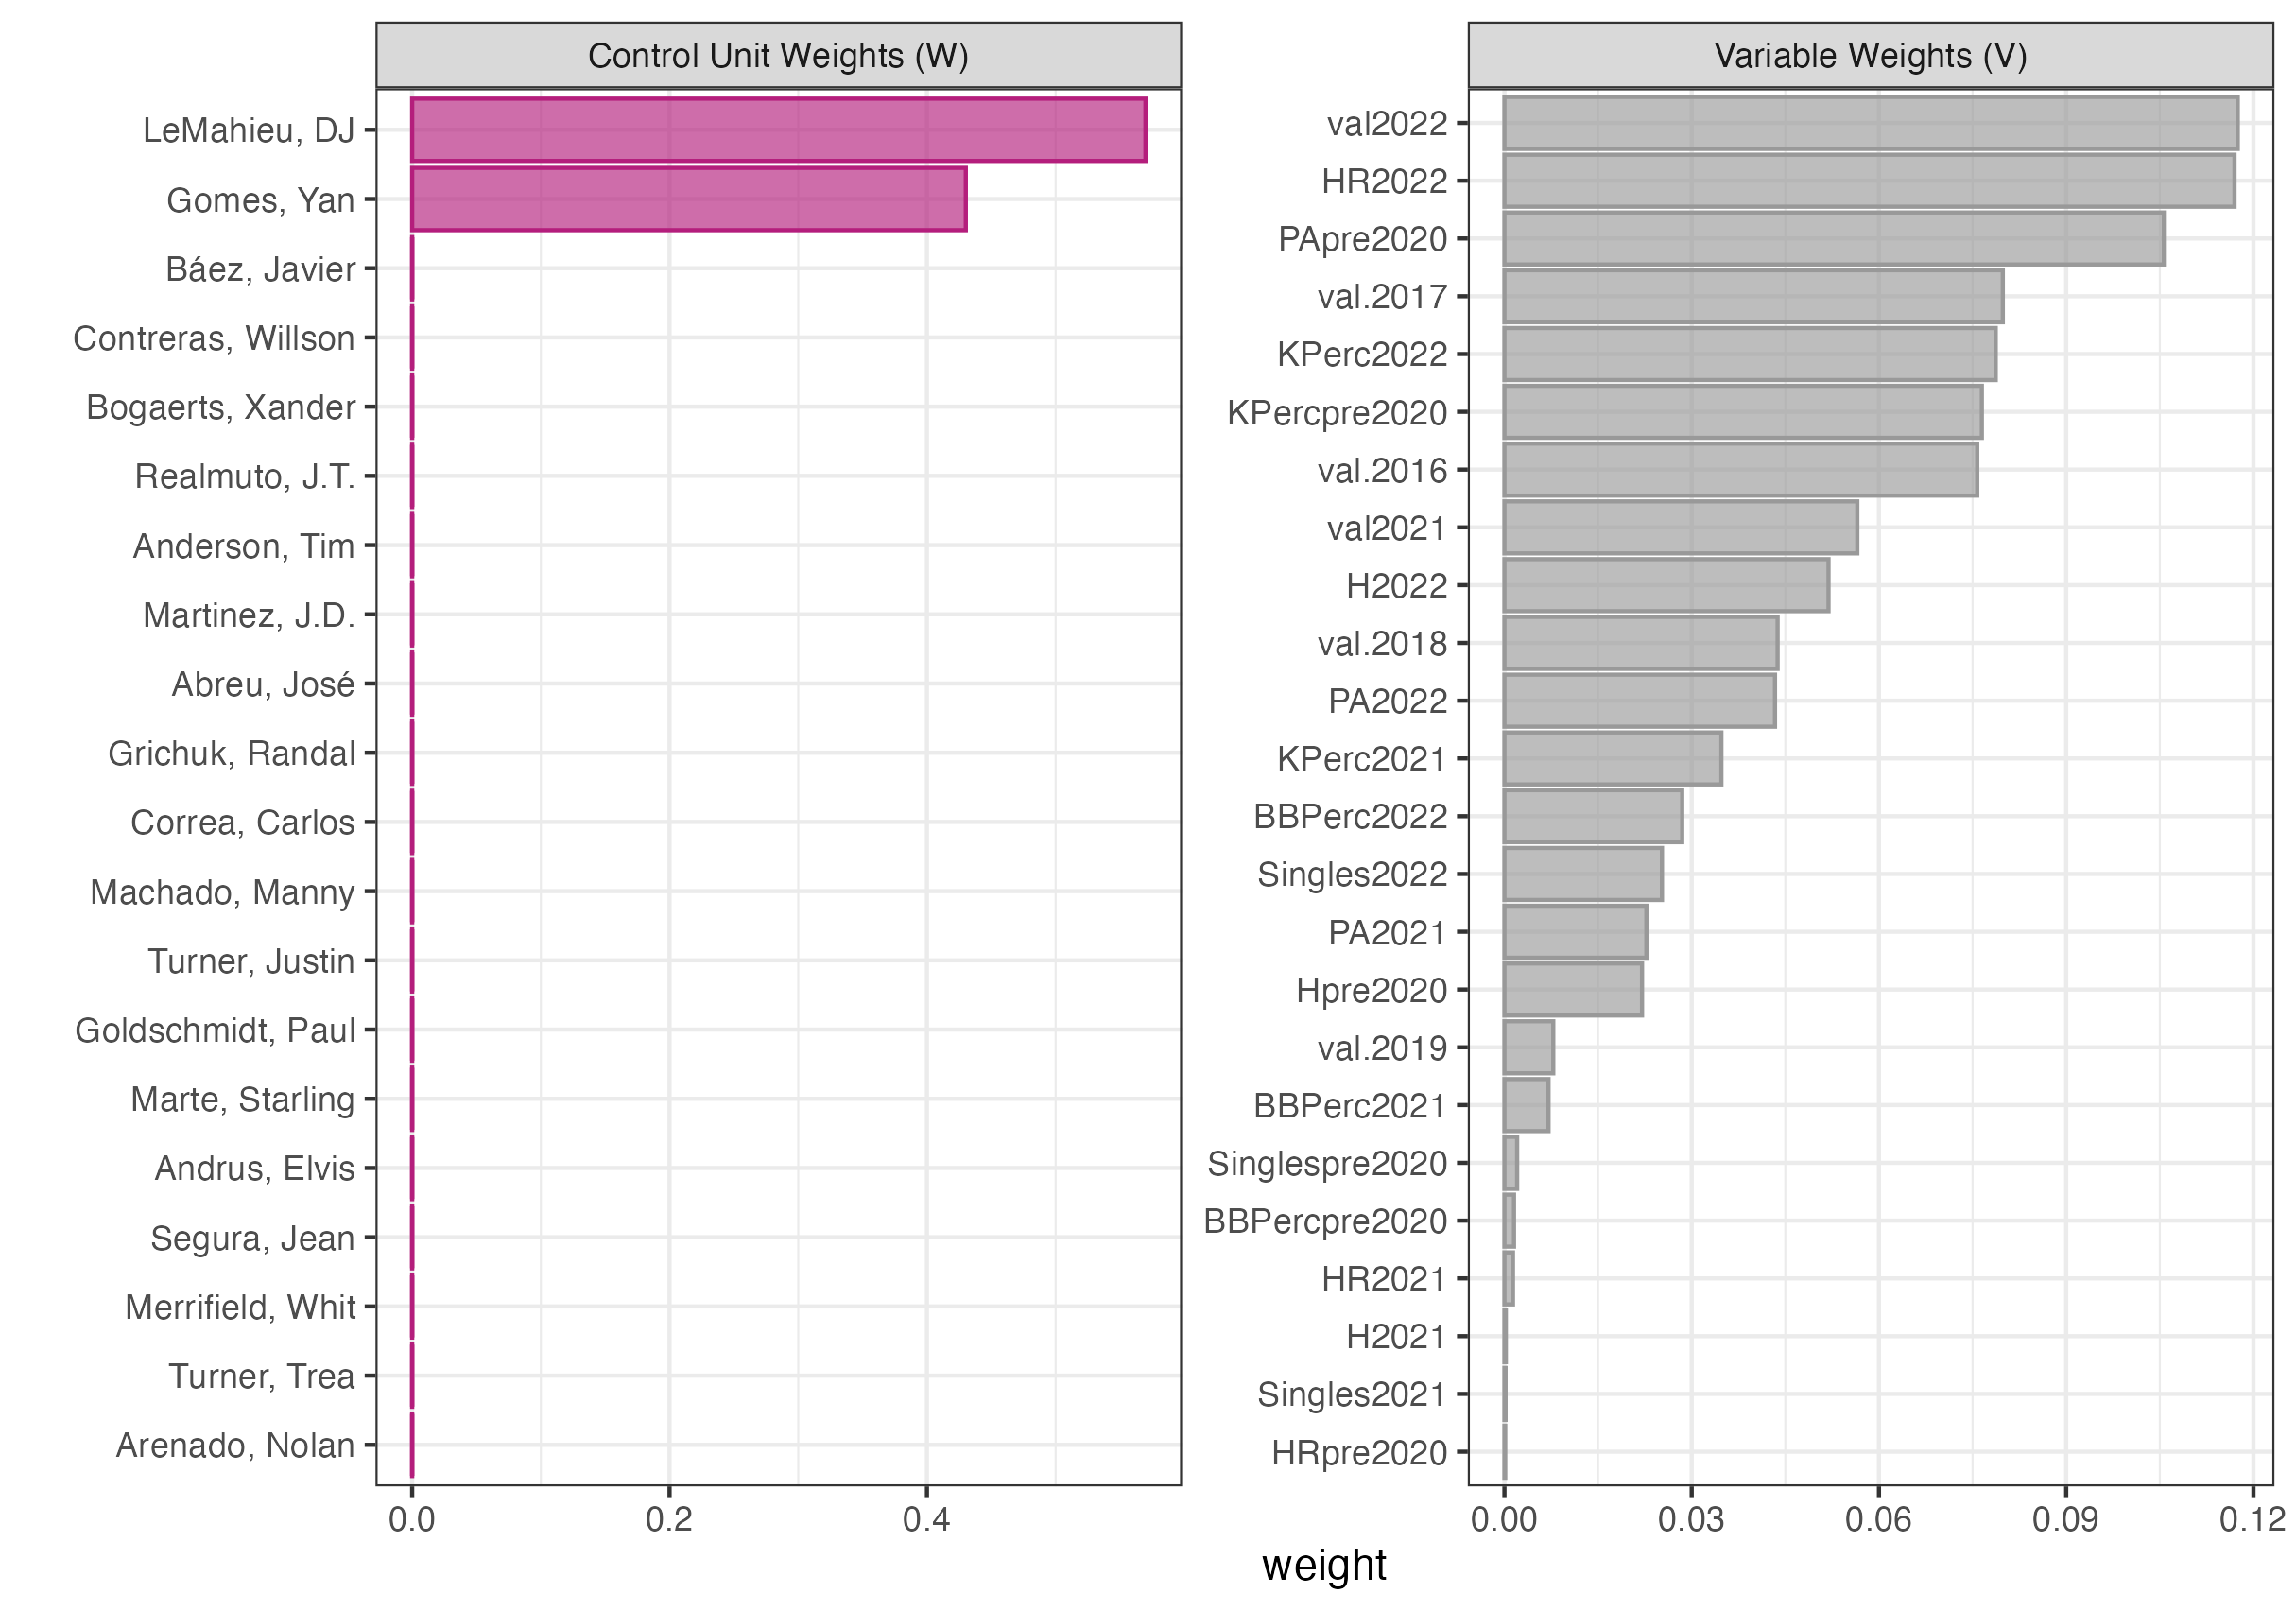 Control Unit Weights (W)
LeMahieu, DJ
Gomes, Yan
Báez, Javier
Contreras, Willson
Bogaerts, Xander
Realmuto, J.T.
Anderson, Tim
Martinez, J.D.
Abreu, José
Grichuk, Randal
Correa, Carlos
Machado, Manny
Turner, Justin
Goldschmidt, Paul
Marte, Starling
Andrus, Elvis
Segura, Jean
Merrifield, Whit
Turner, Trea
Arenado, Nolan
0.0 0.2 0.4
Variable Weights (V)
val2022
HR2022
PApre2020
val.2017
KPerc2022
KPercpre2020
val.2016
val2021
H2022
val.2018
PA2022
KPerc2021
BBPerc2022
Singles2022
PA2021
Hpre2020
val.2019
BBPerc2021
Singlespre2020
BBPercpre2020
HR2021
H2021
Singles2021
HRpre2020
0.00 0.03 0.06 0.09 0.12
weight